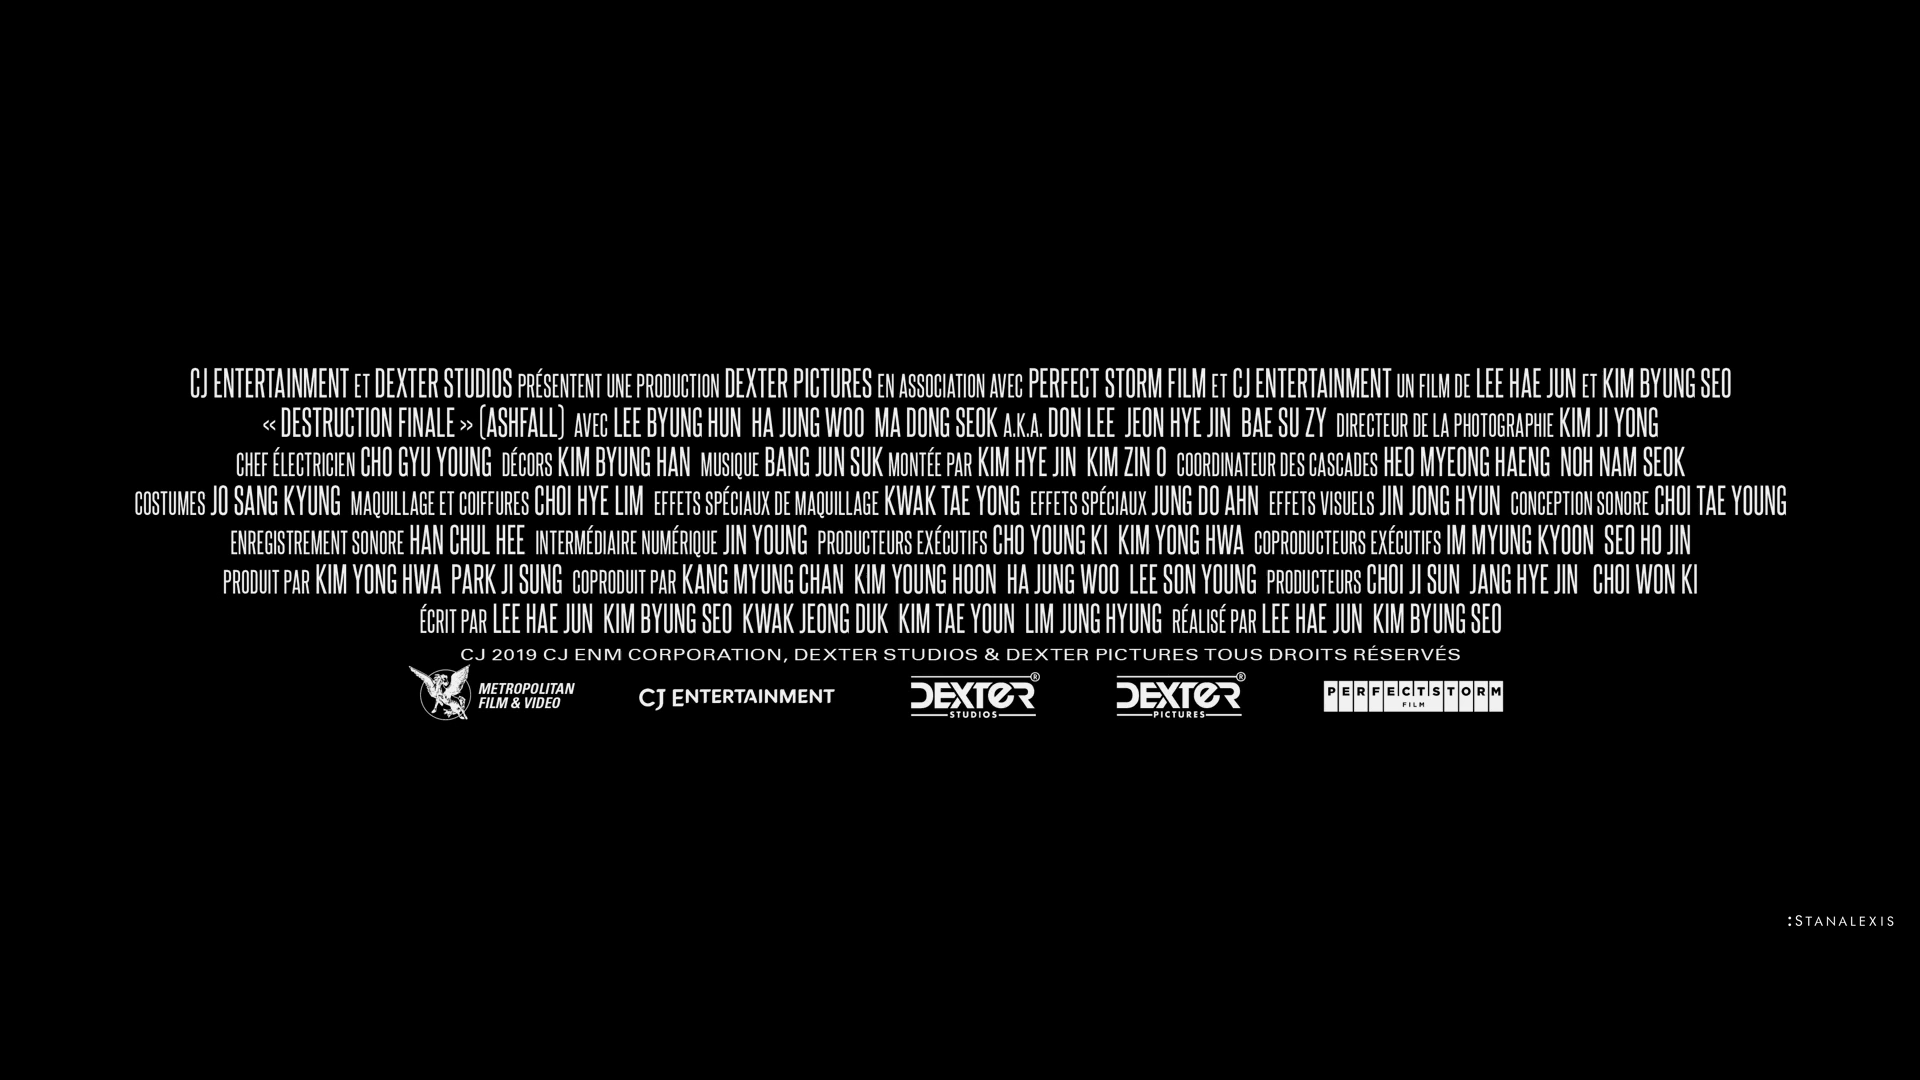 CJ ENTERTAINMENT ET DEXTER STUDIOS PRÉSENTENT UNE PRODUCTION DEXTER PICTURES EN ASSOCIATION AVEC PERFECT STORM FILM ET CJ ENTERTAINMENT UN FILM DE LEE HAE JUN ET KIM BYUNG SEO
« DESTRUCTION FINALE » (ASHFALL) AVEC LEE BYUNG HUN HA JUNG WOO MA DONG SEOK A.K.A. DON LEE JEON HYE JIN BAE SU ZY DIRECTEUR DE LA PHOTOGRAPHIE KIM JI YONG
CHEF ÉLECTRICIEN CHO GYU YOUNG DÉCORS KIM BYUNG HAN MUSIQUE BANG JUN SUK MONTÉE PAR KIM HYE JIN KIM ZIN O COORDINATEUR DES CASCADES HEO MYEONG HAENG NOH NAM SEOK
COSTUMES JO SANG KYUNG MAQUILLAGE ET COIFFURES CHOI HYE LIM EFFETS SPÉCIAUX DE MAQUILLAGE KWAK TAE YONG EFFETS SPÉCIAUX JUNG DO AHN EFFETS VISUELS JIN JONG HYUN CONCEPTION SONORE CHOI TAE YOUNG
ENREGISTREMENT SONORE HAN CHUL HEE INTERMÉDIAIRE NUMÉRIQUE JIN YOUNG PRODUCTEURS EXÉCUTIFS CHO YOUNG KI KIM YONG HWA COPRODUCTEURS EXÉCUTIFS IM MYUNG KYOON SEO HO JIN
PRODUIT PAR KIM YONG HWA PARK JI SUNG COPRODUIT PAR KANG MYUNG CHAN KIM YOUNG HOON HA JUNG WOO LEE SON YOUNG PRODUCTEURS CHOI JI SUN JANG HYE JIN CHOI WON KI
ÉCRIT PAR LEE HAE JUN KIM BYUNG SEO KWAK JEONG DUK KIM TAE YOUN LIM JUNG HYUNG RÉALISÉ PAR LEE HAE JUN KIM BYUNG SEO
CJ 2019 CJ ENM CORPORATION, DEXTER STUDIOS & DEXTER PICTURES TOUS DROITS RÉSERVÉS
METROPOLITAN
FILM & VIDEO
CJ ENTERTAINMENT
DEXTER®
STUDIOS
DEXTER®
PICTURES
PERFECTSTORM
FILM
:STANALEXIS